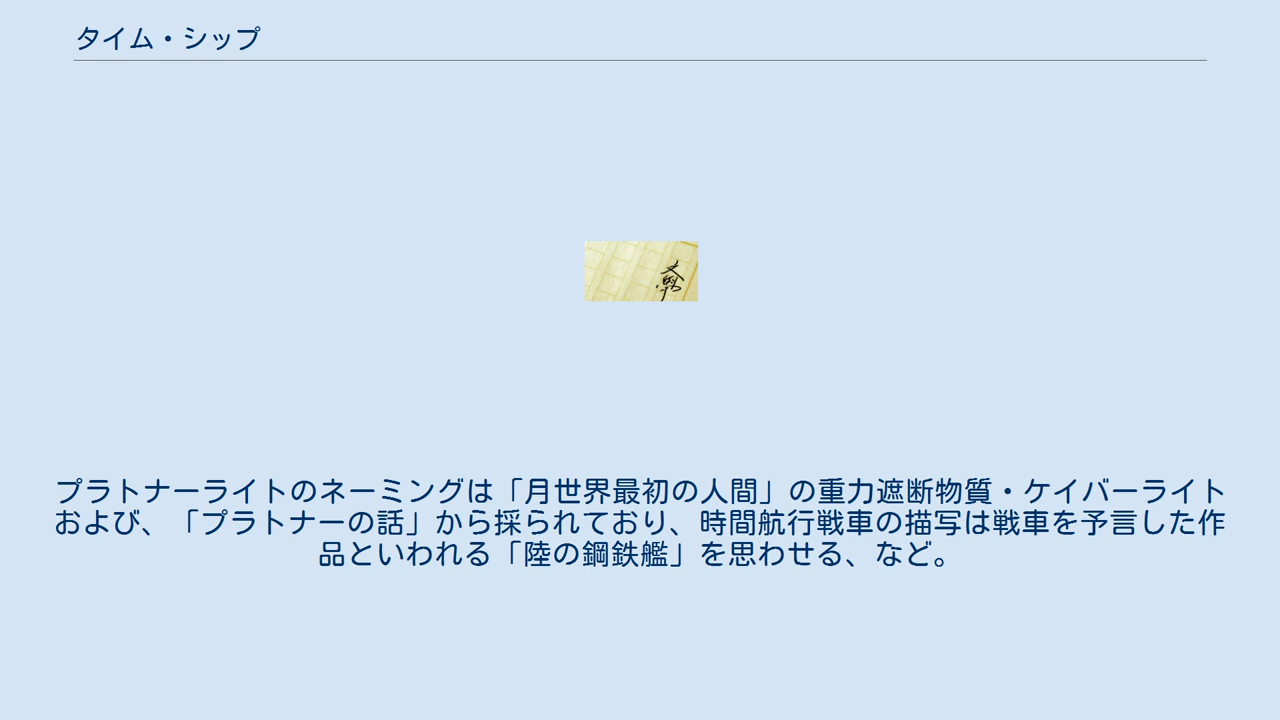 タイム・シップ
プラトナーライトのネーミングは「月世界最初の人間」の重力遮断物質・ケイバーライト
および、「プラトナーの話」から採られており、時間航行戦車の描写は戦車を予言した作
品といわれる「陸の鋼鉄艦」を思わせる、など。